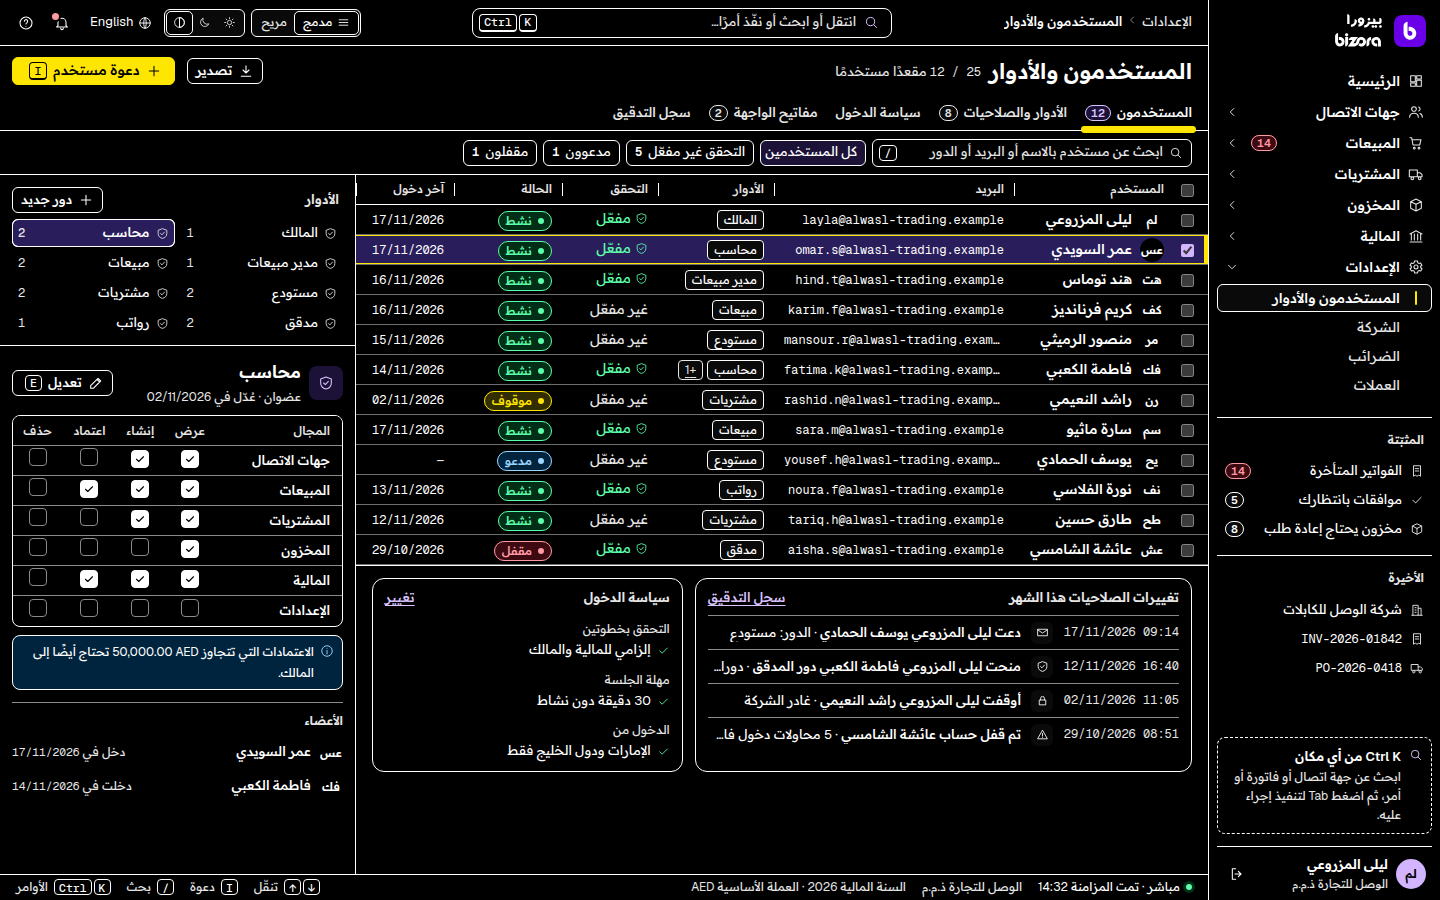 بيزورا
bizora
الرئيسية
جهات الاتصال
المبيعات 14
المشتريات
المخزون
المالية
الإعدادات
المستخدمون والأدوار
الشركة
الضرائب
العملات
المثبتة
الفواتير المتأخرة 14
موافقات بانتظارك 5
مخزون يحتاج إعادة طلب 8
الأخيرة
شركة الوصل للكابلات
INV-2026-01842
PO-2026-0418
Ctrl K من أي مكان
ابحث عن جهة اتصال أو فاتورة أو
أمر، ثم اضغط Tab لتنفيذ إجراء
عليه.
لم ليلى المزروعي
الوصل للتجارة ذ.م.م
الإعدادات المستخدمون والأدوار
انتقل أو ابحث أو نفّذ أمرًا... Ctrl K
مدمج مريح
English
المستخدمون والأدوار 12 / 25 مقعدًا مستخدمًا
تصدير
دعوة مستخدم I
المستخدمون 12 الأدوار والصلاحيات 8 سياسة الدخول مفاتيح الواجهة 2 سجل التدقيق
ابحث عن مستخدم بالاسم أو البريد أو الدور /
كل المستخدمين التحقق غير مفعّل 5 مدعوون 1 مقفلون 1
المستخدم البريد الأدوار التحقق الحالة آخر دخول
لم ليلى المزروعي layla@alwasl-trading.example المالك مفعّل نشط 17/11/2026
عس عمر السويدي omar.s@alwasl-trading.example محاسب مفعّل نشط 17/11/2026
هت هند توماس hind.t@alwasl-trading.example مدير مبيعات مفعّل نشط 16/11/2026
كف كريم فرنانديز karim.f@alwasl-trading.example مبيعات غير مفعّل نشط 16/11/2026
مر منصور الرميثي mansour.r@alwasl-trading.exam… مستودع غير مفعّل نشط 15/11/2026
فك فاطمة الكعبي fatima.k@alwasl-trading.examp… محاسب +1 مفعّل نشط 14/11/2026
رن راشد النعيمي rashid.n@alwasl-trading.examp… مشتريات غير مفعّل موقوف 02/11/2026
سم سارة ماثيو sara.m@alwasl-trading.example مبيعات مفعّل نشط 17/11/2026
يح يوسف الحمادي yousef.h@alwasl-trading.examp… مستودع غير مفعّل مدعو –
نف نورة الفلاسي noura.f@alwasl-trading.example رواتب مفعّل نشط 13/11/2026
طح طارق حسين tariq.h@alwasl-trading.example مشتريات غير مفعّل نشط 12/11/2026
عش عائشة الشامسي aisha.s@alwasl-trading.example مدقق مفعّل مقفل 29/10/2026
تغييرات الصلاحيات هذا الشهر سجل التدقيق
17/11/2026 09:14 دعت ليلى المزروعي يوسف الحمادي · الدور: مستودع
12/11/2026 16:40 منحت ليلى المزروعي فاطمة الكعبي دور المدقق · دورا...
02/11/2026 11:05 أوقفت ليلى المزروعي راشد النعيمي · غادر الشركة
29/10/2026 08:51 تم قفل حساب عائشة الشامسي · 5 محاولات دخول فا...
سياسة الدخول تغيير
التحقق بخطوتين
إلزامي للمالية والمالك
مهلة الجلسة
30 دقيقة دون نشاط
الدخول من
الإمارات ودول الخليج فقط
الأدوار دور جديد
المالك 1 محاسب 2
مدير مبيعات 1 مبيعات 2
مستودع 2 مشتريات 2
مدقق 2 رواتب 1
محاسب
عضوان · عُدّل في 02/11/2026
تعديل E
المجال عرض إنشاء اعتماد حذف
جهات الاتصال
المبيعات
المشتريات
المخزون
المالية
الإعدادات
الاعتمادات التي تتجاوز 50,000.00 AED تحتاج أيضًا إلى
المالك.
الأعضاء
عس عمر السويدي دخل في 17/11/2026
فك فاطمة الكعبي دخلت في 14/11/2026
مباشر · تمت المزامنة 14:32 الوصل للتجارة ذ.م.م السنة المالية 2026 · العملة الأساسية AED
↓ ↑ تنقّل I دعوة / بحث Ctrl K الأوامر